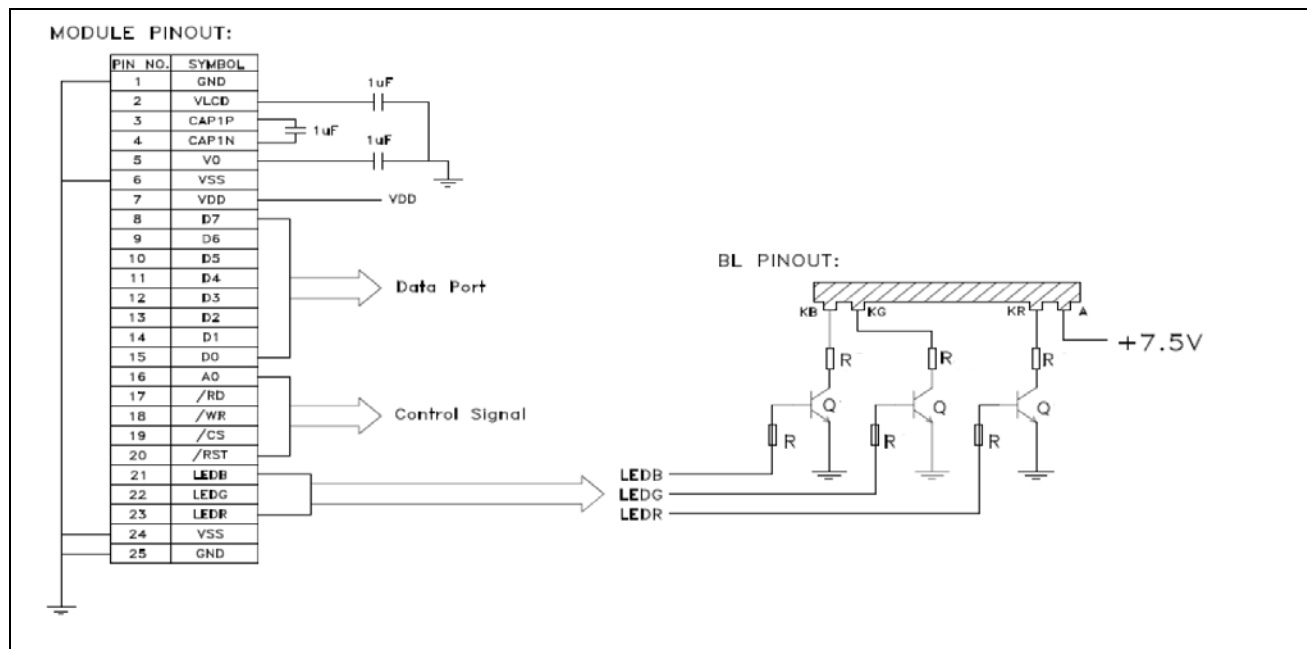 MODULE PINOUT:
PIN NO. SYMBOL
1 GND
2 VLCD
3 CAP1P
4 CAP1N
5 V0
6 VSS
7 VDD
8 D7
9 D6
10 D5
11 D4
12 D3
13 D2
14 D1
15 D0
16 A0
17 /RD
18 /WR
19 /CS
20 /RST
21 LEDB
22 LEDG
23 LEDR
24 VSS
25 GND
1uF
1uF
1uF
VDD
Data Port
Control Signal
BL PINOUT:
KB KG KR A
+7.5V
R R R
Q Q Q
R R R
LEDB
LEDG
LEDR